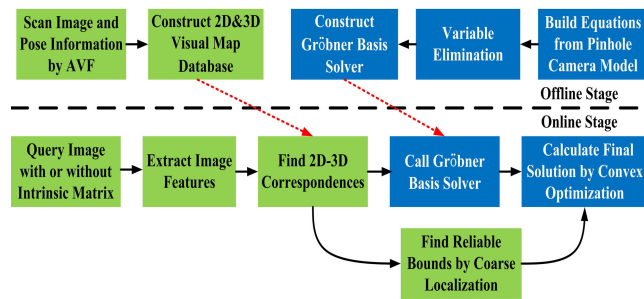 Scan Image and
Pose Information
by AVF
Construct 2D&3D
Visual Map
Database
Construct
Gröbner Basis
Solver
Variable
Elimination
Build Equations
from Pinhole
Camera Model
Offline Stage
Online Stage
Query Image
with or without
Intrinsic Matrix
Extract Image
Features
Find 2D-3D
Correspondences
Call Gröbner
Basis Solver
Calculate Final
Solution by Convex
Optimization
Find Reliable
Bounds by Coarse
Localization